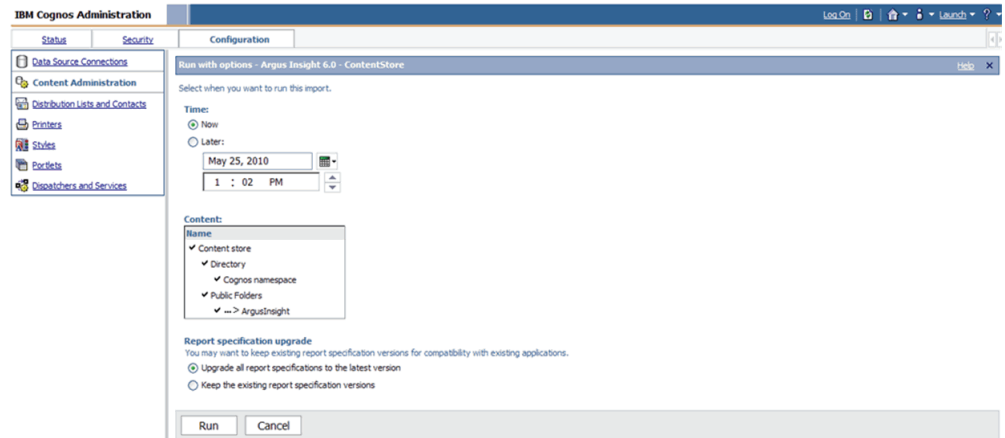 IBM Cognos Administration
Log On
Launch
?
Status
Security
Configuration
Data Source Connections
Content Administration
Distribution Lists and Contacts
Printers
Styles
Portlets
Dispatchers and Services
Run with options - Argus Insight 6.0 - ContentStore
Help
Select when you want to run this import.
Time:
Now
Later:
May 25, 2010
1 : 02 PM
Content:
Name
Content store
Directory
Cognos namespace
Public Folders
...> ArgusInsight
Report specification upgrade
You may want to keep existing report specification versions for compatibility with existing applications.
Upgrade all report specifications to the latest version
Keep the existing report specification versions
Run
Cancel